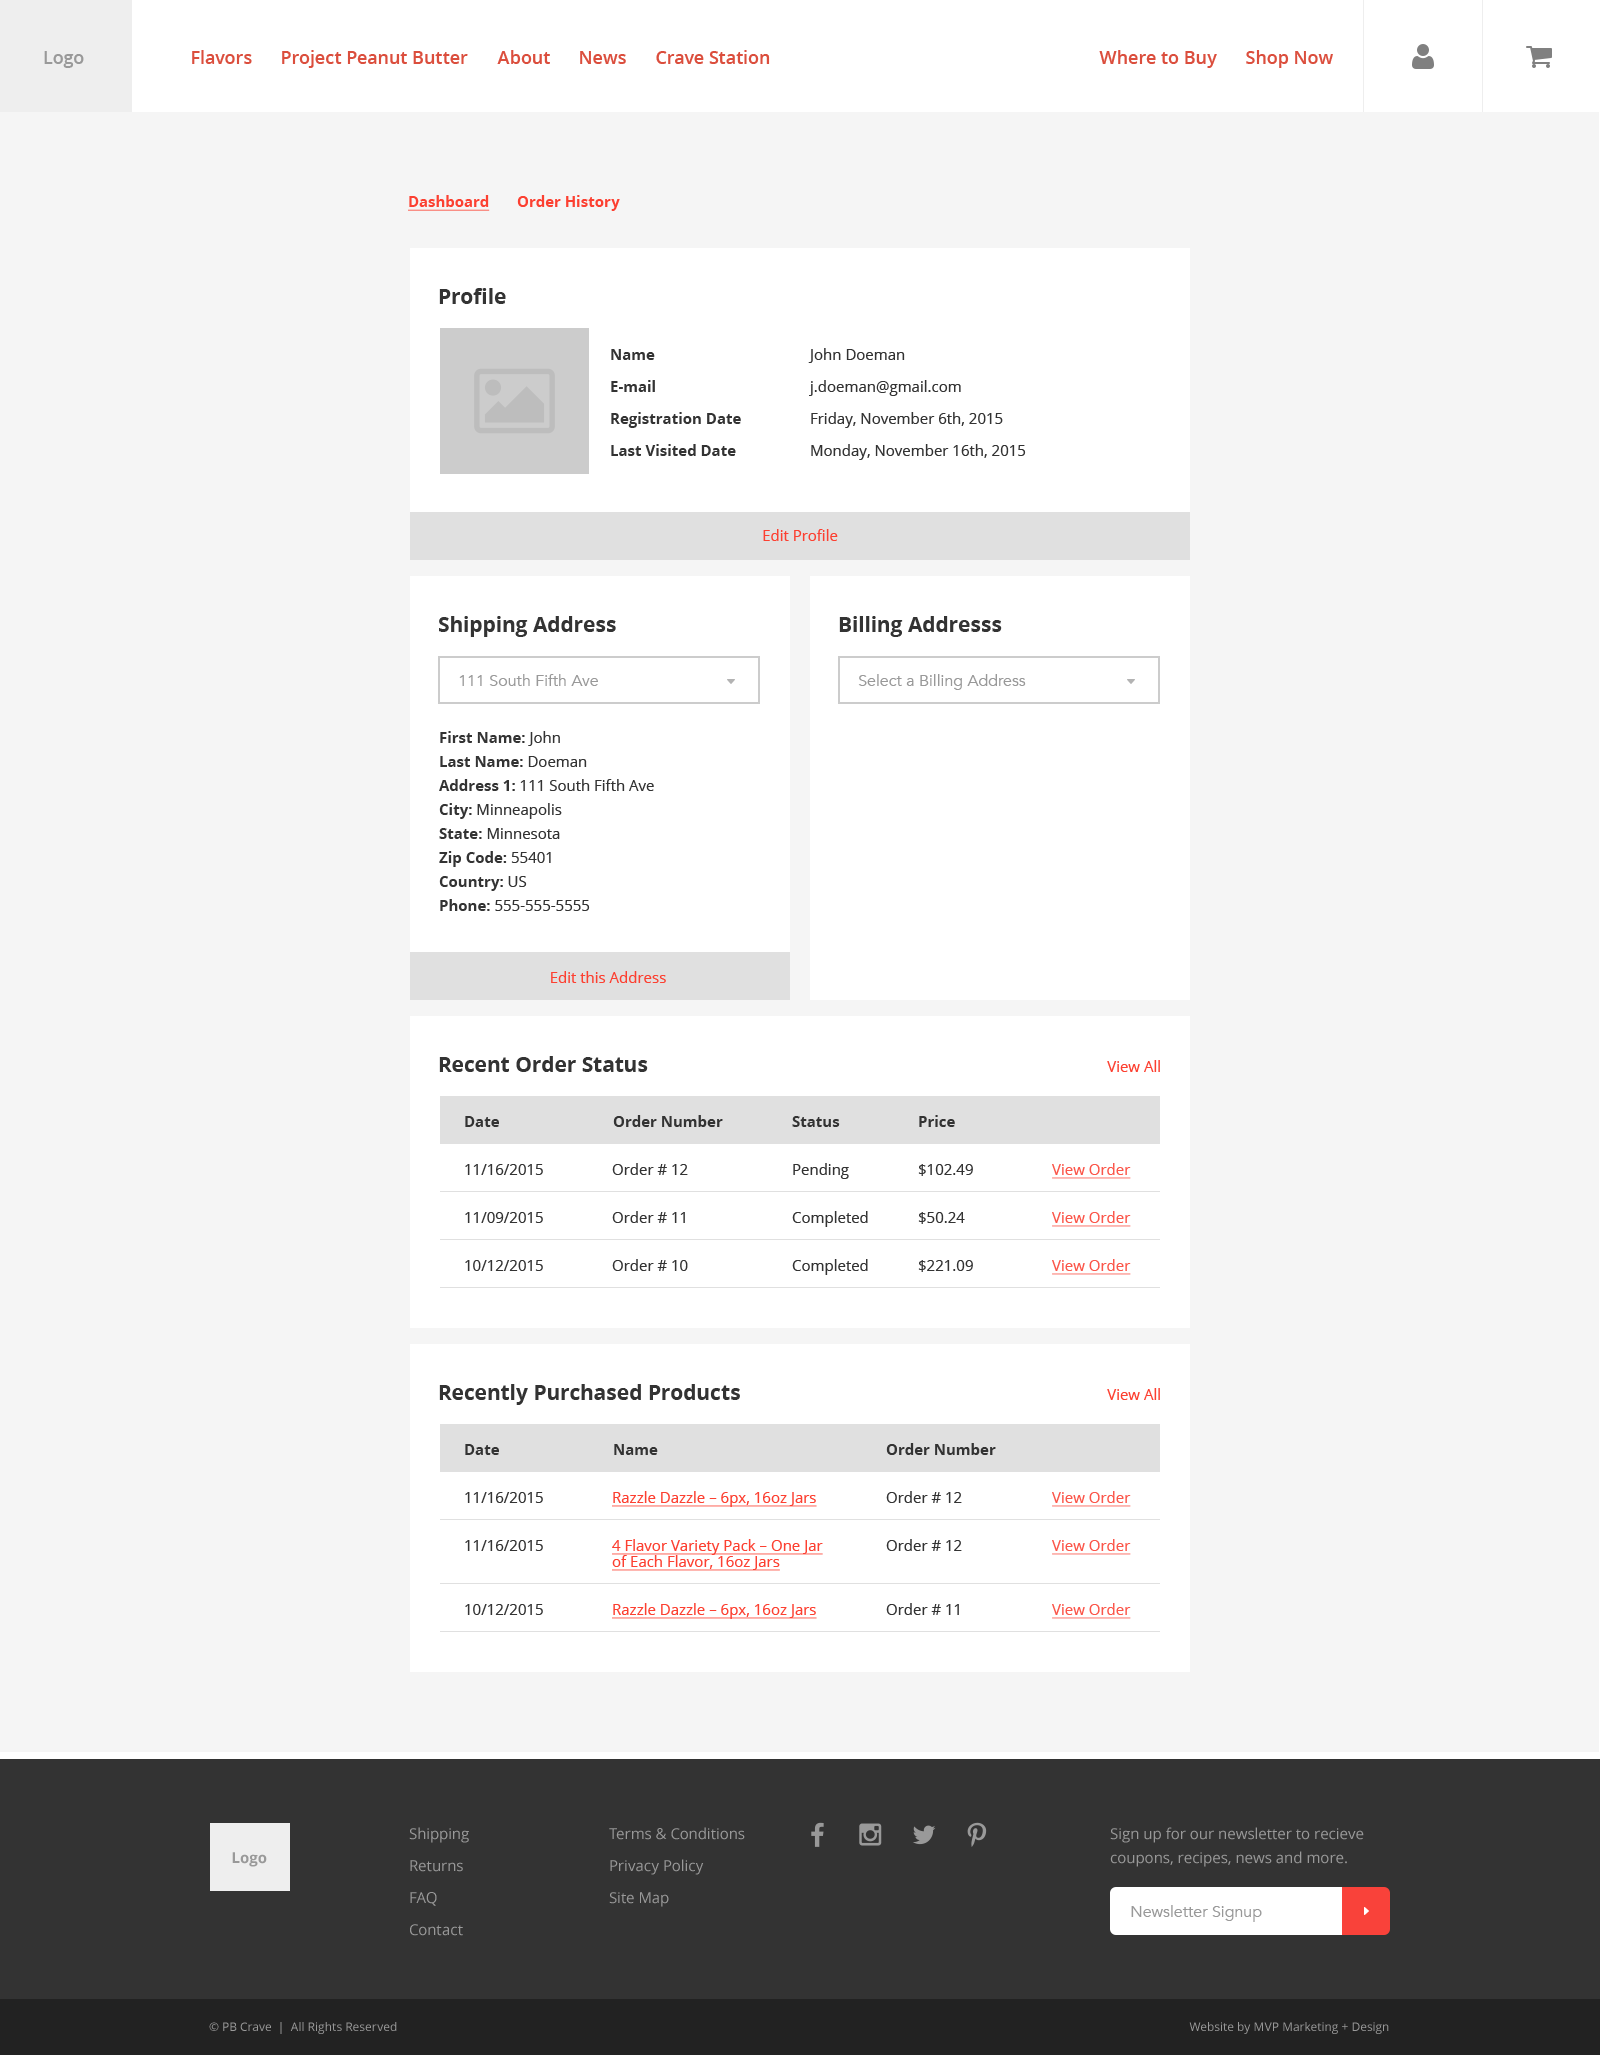 Logo
Flavors Project Peanut Butter About News Crave Station Where to Buy Shop Now
Dashboard Order History
Profile
Name John Doeman
E-mail j.doeman@gmail.com
Registration Date Friday, November 6th, 2015
Last Visited Date Monday, November 16th, 2015
Edit Profile
Shipping Address
111 South Fifth Ave
First Name: John
Last Name: Doeman
Address 1: 111 South Fifth Ave
City: Minneapolis
State: Minnesota
Zip Code: 55401
Country: US
Phone: 555-555-5555
Edit this Address
Billing Addresss
Select a Billing Address
Recent Order Status View All
Date Order Number Status Price
11/16/2015 Order # 12 Pending $102.49 View Order
11/09/2015 Order # 11 Completed $50.24 View Order
10/12/2015 Order # 10 Completed $221.09 View Order
Recently Purchased Products View All
Date Name Order Number
11/16/2015 Razzle Dazzle – 6px, 16oz Jars Order # 12 View Order
11/16/2015 4 Flavor Variety Pack – One Jar Order # 12 View Order
of Each Flavor, 16oz Jars
10/12/2015 Razzle Dazzle – 6px, 16oz Jars Order # 11 View Order
Logo
Shipping
Returns
FAQ
Contact
Terms & Conditions
Privacy Policy
Site Map
Sign up for our newsletter to recieve
coupons, recipes, news and more.
Newsletter Signup
© PB Crave | All Rights Reserved
Website by MVP Marketing + Design